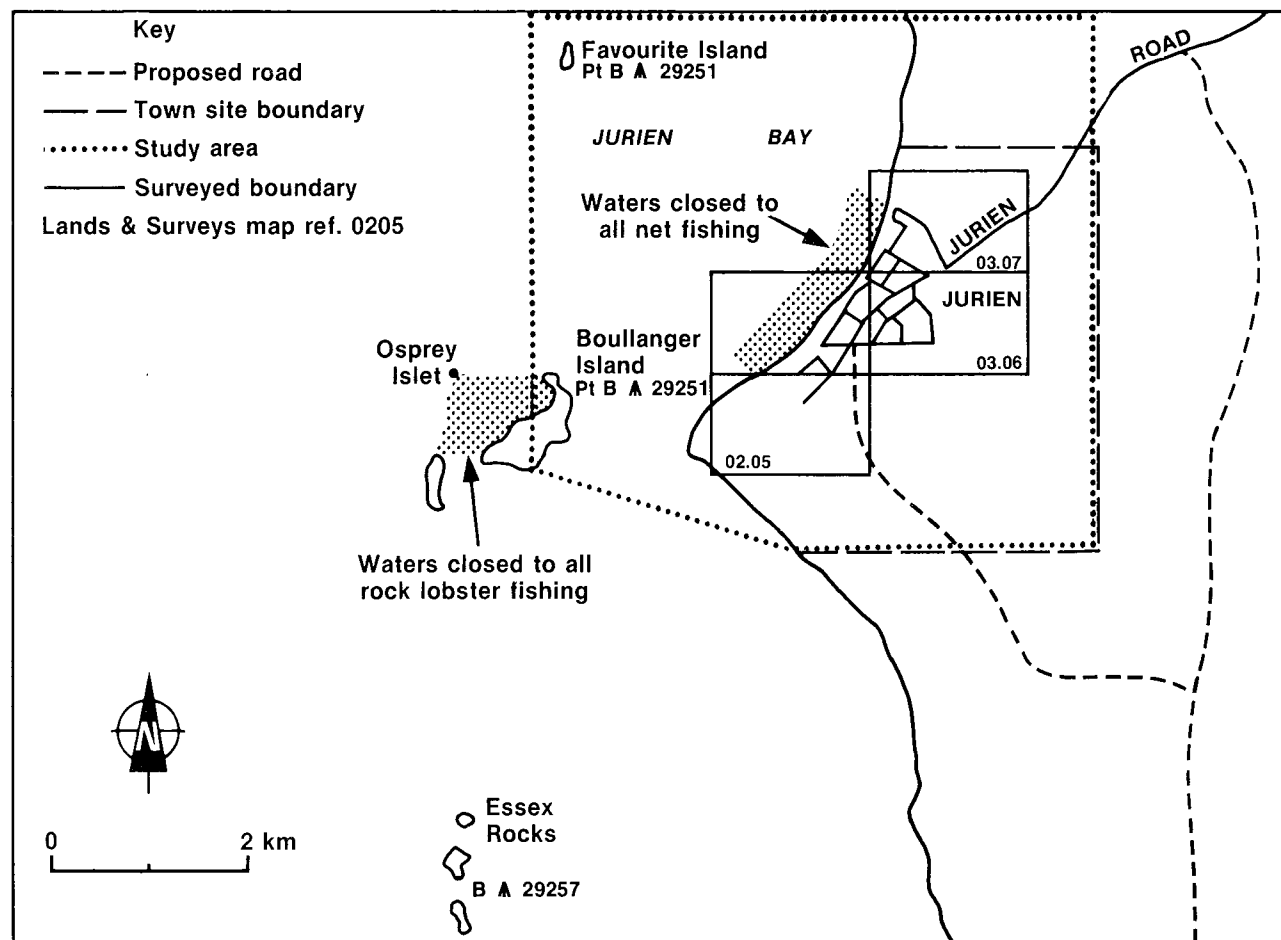 Key
Proposed road
Town site boundary
Study area
Surveyed boundary
Lands & Surveys map ref. 0205
Favourite Island
Pt B A 29251
JURIEN BAY
ROAD
Waters closed to
all net fishing
JURIEN
03.07
JURIEN
03.06
Osprey
Islet
Boullanger
Island
Pt B A 29251
02.05
Waters closed to all
rock lobster fishing
N
0 2 km
Essex
Rocks
B A 29257